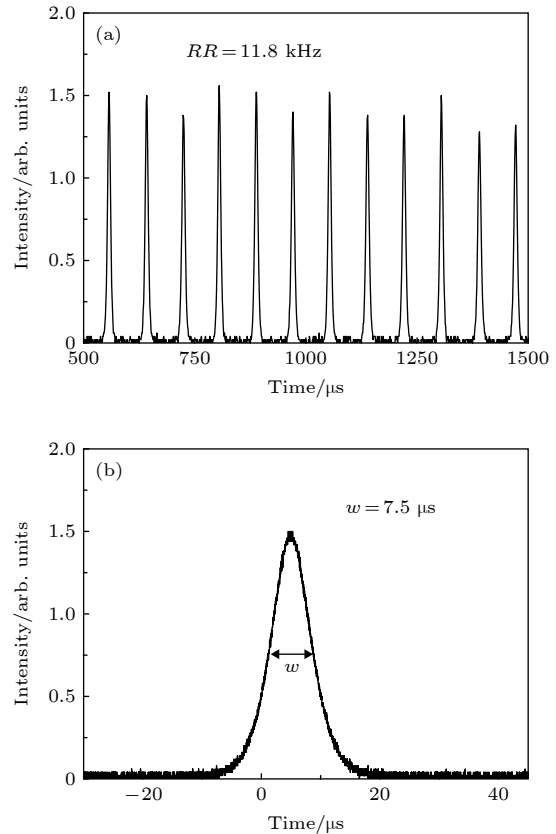 2.0
(a)
RR=11.8 kHz
1.5
1.0
0.5
0
Intensity/arb. units
500
750
1000
1250
1500
Time/μs
2.0
(b)
w=7.5 μs
1.5
1.0
w
0.5
0
Intensity/arb. units
−20
0
20
40
Time/μs